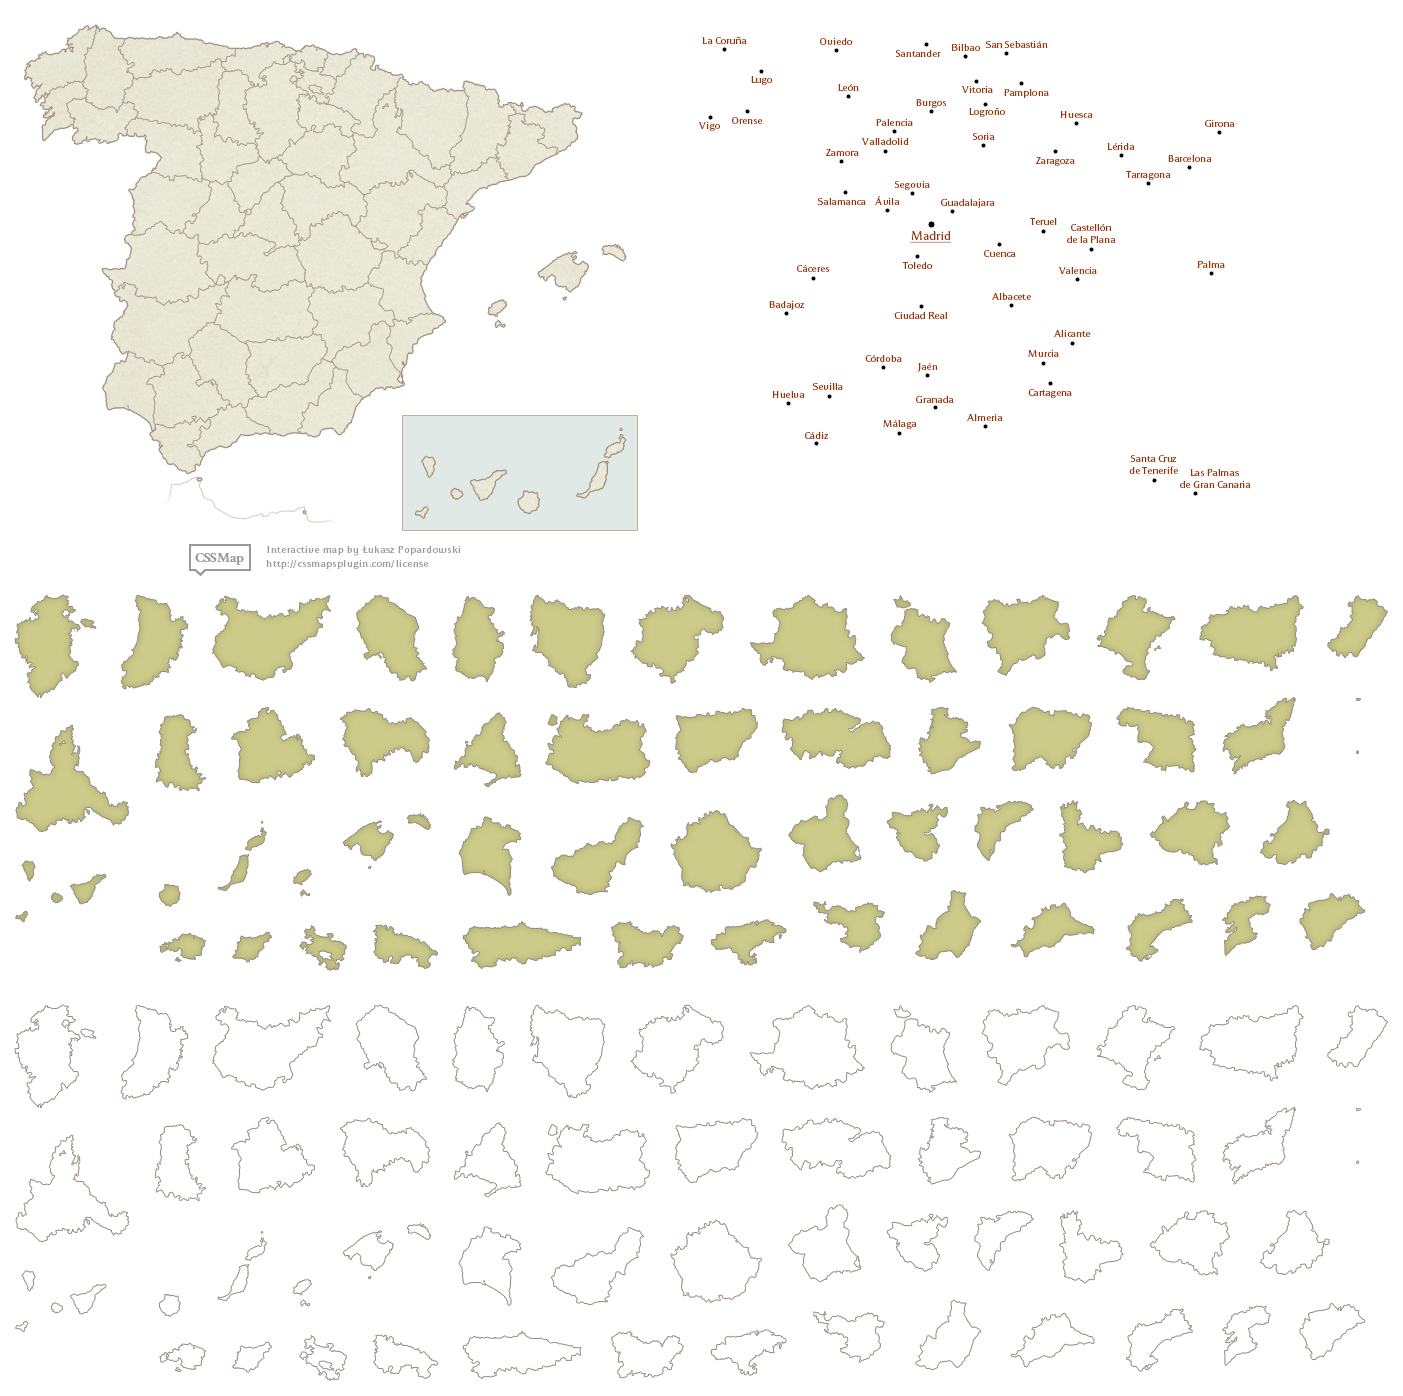 La Coruña
Oviedo
Santander
Bilbao
San Sebastián
Lugo
León
Vitoria
Pamplona
Vigo
Orense
Burgos
Logroño
Palencia
Huesca
Girona
Valladolid
Soria
Zamora
Zaragoza
Lérida
Barcelona
Tarragona
Segovia
Salamanca
Ávila
Guadalajara
Madrid
Teruel
Castellón
de la Plana
Cuenca
Toledo
Cáceres
Valencia
Palma
Badajoz
Albacete
Ciudad Real
Alicante
Murcia
Córdoba
Jaén
Huelva
Sevilla
Granada
Cartagena
Málaga
Almería
Cádiz
Santa Cruz
de Tenerife
Las Palmas
de Gran Canaria
CSSMap
Interactive map by Łukasz Popardowski
http://cssmapsplugin.com/license